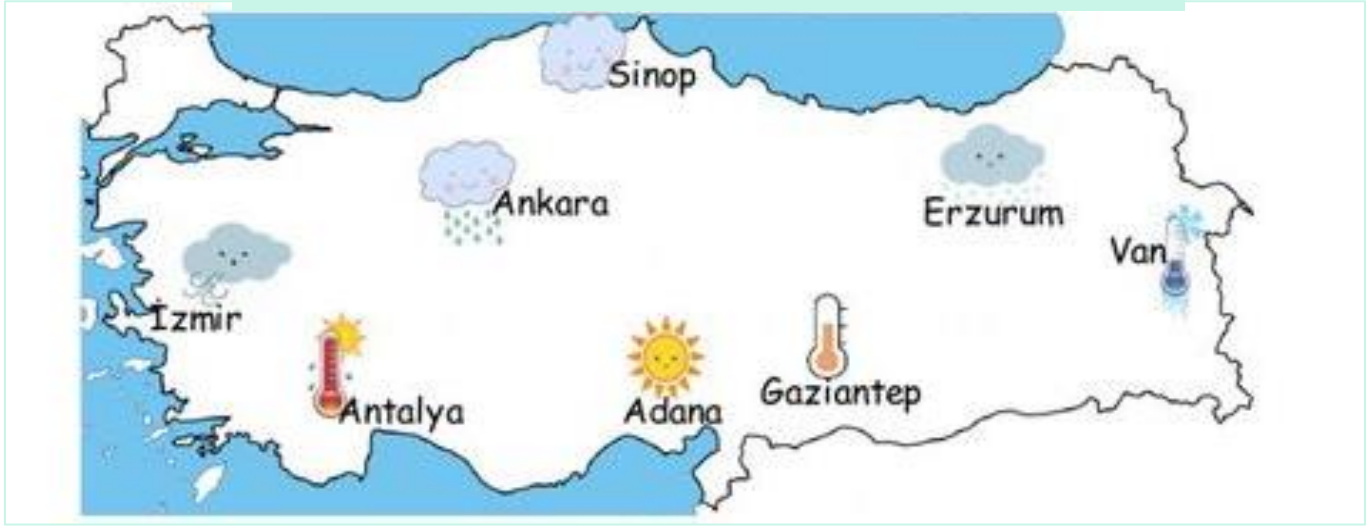 Sinop
Ankara
Erzurum
Van
İzmir
Antalya
Adana
Gaziantep